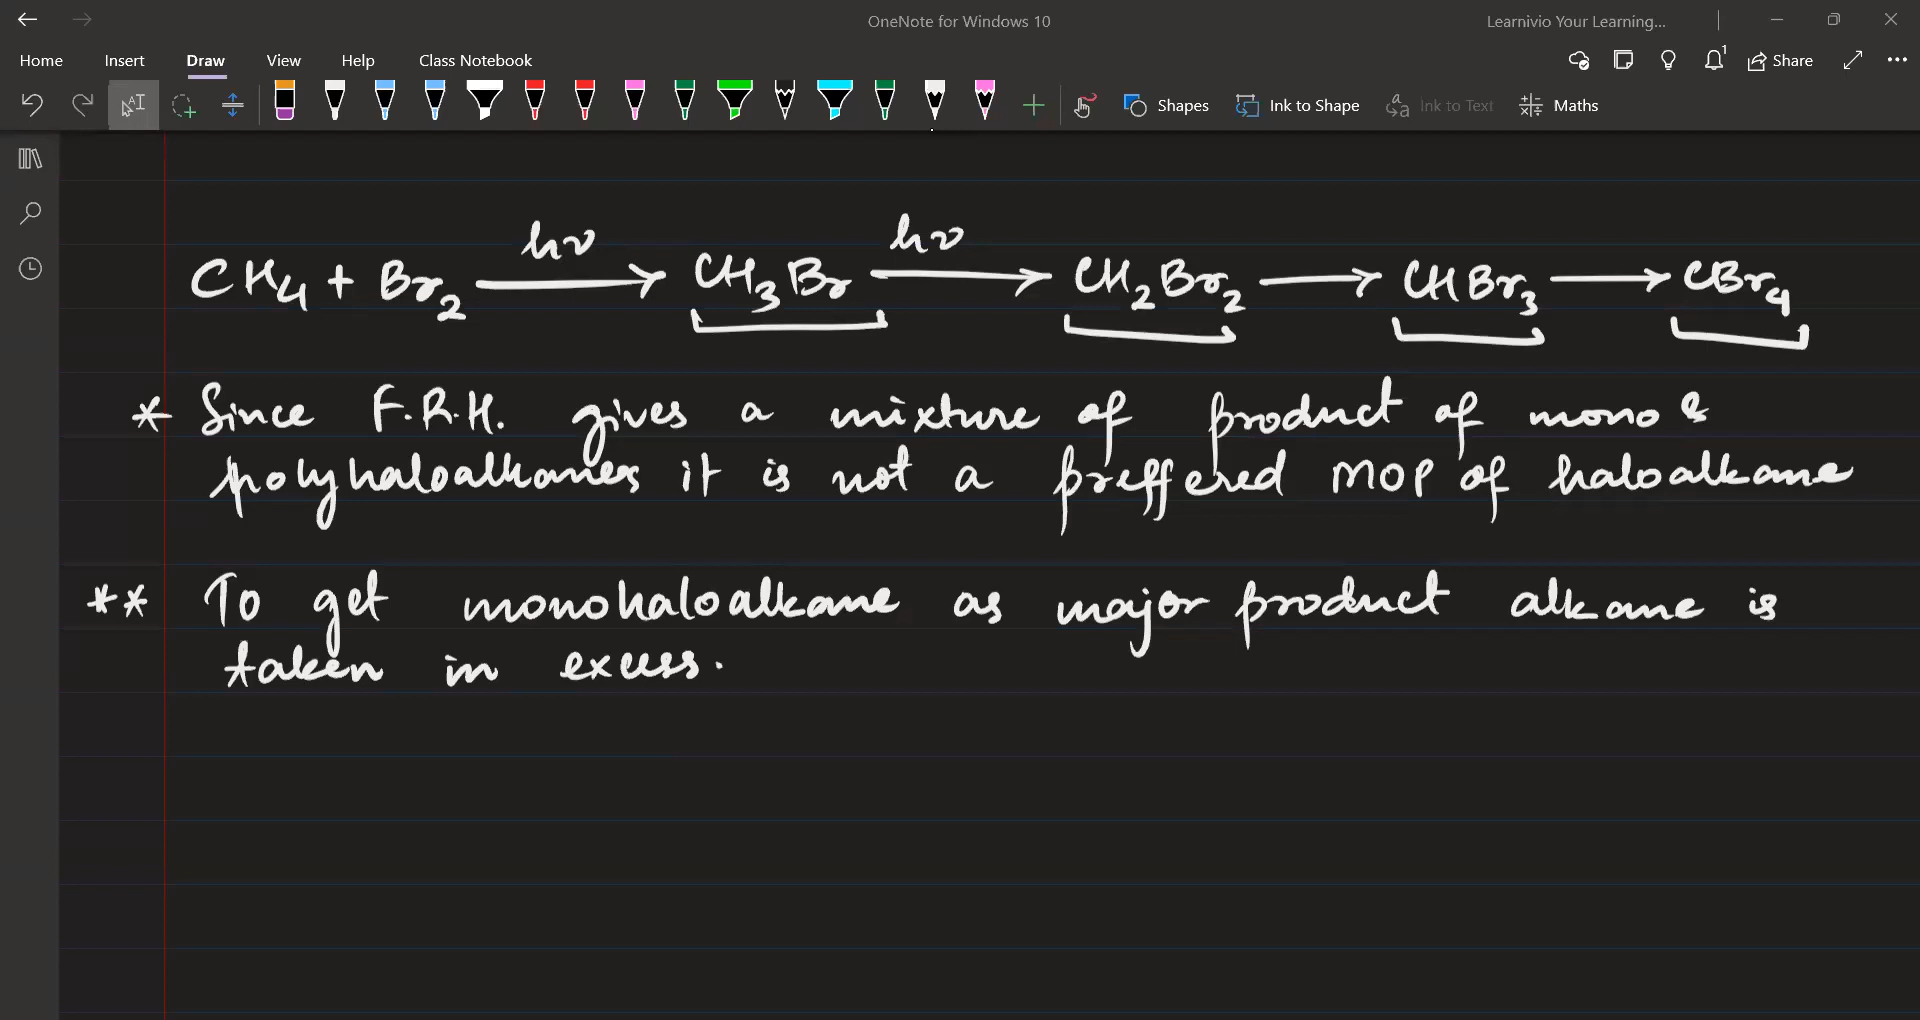 OneNote for Windows 10
Learnivio Your Learning...
Home Insert Draw View Help Class Notebook
1
Share
AI
Shapes Ink to Shape Ink to Text Maths
hν hν
CH4 + Br2 ⟶ CH3Br ⟶ CH2Br2 ⟶ CHBr3 ⟶ CBr4
* Since F.R.H. gives a mixture of product of mono &
polyhaloalkanes it is not a preffered MOP of haloalkane
** To get monohaloalkane as major product alkane is
taken in excess.